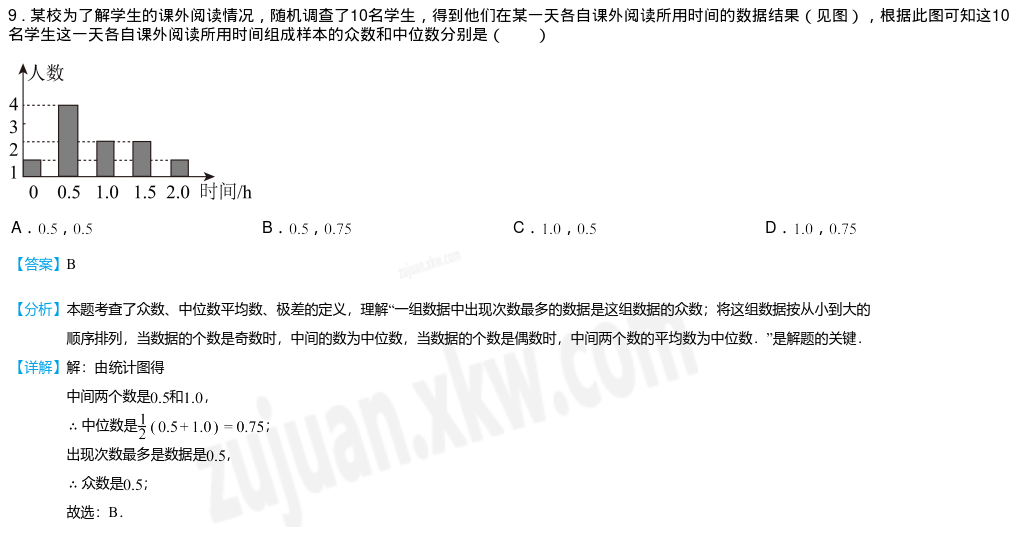 9．某校为了解学生的课外阅读情况，随机调查了10名学生，得到他们在某一天各自课外阅读所用时间的数据结果（见图），根据此图可知这10
名学生这一天各自课外阅读所用时间组成样本的众数和中位数分别是（　　）
人数
4
3
2
1
0 0.5 1.0 1.5 2.0 时间/h
A．0.5，0.5 B．0.5，0.75 C．1.0，0.5 D．1.0，0.75
【答案】B
zujuan.xkw.com
【分析】本题考查了众数、中位数平均数、极差的定义，理解“一组数据中出现次数最多的数据是这组数据的众数；将这组数据按从小到大的
顺序排列，当数据的个数是奇数时，中间的数为中位数，当数据的个数是偶数时，中间两个数的平均数为中位数．”是解题的关键．
【详解】解：由统计图得
中间两个数是0.5和1.0，
∴中位数是1/2（0.5+1.0）=0.75；
出现次数最多是数据是0.5，
∴众数是0.5；
故选：B．
zujuan.xkw.com